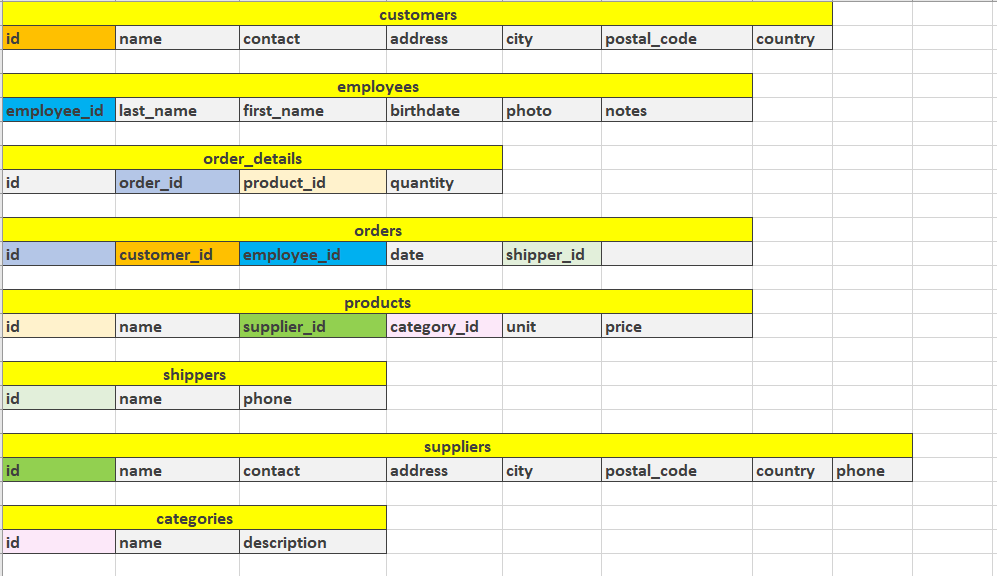 customers
id name contact address city postal_code country
employees
employee_id last_name first_name birthdate photo notes
order_details
id order_id product_id quantity
orders
id customer_id employee_id date shipper_id
products
id name supplier_id category_id unit price
shippers
id name phone
suppliers
id name contact address city postal_code country phone
categories
id name description